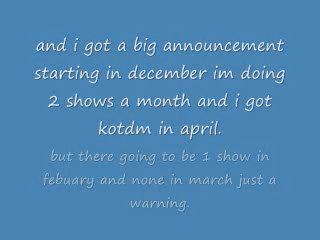 and i got a big announcement
starting in december im doing
2 shows a month and i got
kotdm in april.
but there going to be 1 show in
febuary and none in march just a
warning.